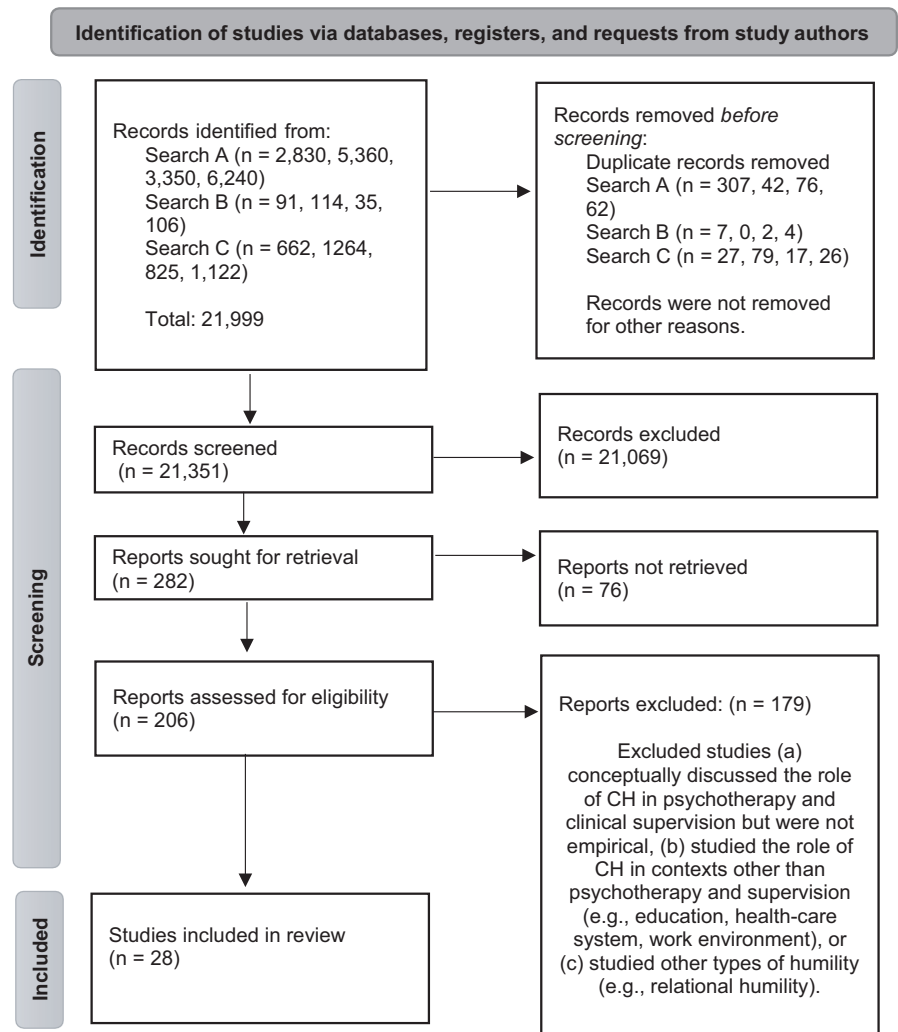 Identification of studies via databases, registers, and requests from study authors
Identification
Records identified from:
Search A (n = 2,830, 5,360,
3,350, 6,240)
Search B (n = 91, 114, 35,
106)
Search C (n = 662, 1264,
825, 1,122)
Total: 21,999
Records removed before
screening:
Duplicate records removed
Search A (n = 307, 42, 76,
62)
Search B (n = 7, 0, 2, 4)
Search C (n = 27, 79, 17, 26)
Records were not removed
for other reasons.
Screening
Records screened
(n = 21,351)
Records excluded
(n = 21,069)
Reports sought for retrieval
(n = 282)
Reports not retrieved
(n = 76)
Reports assessed for eligibility
(n = 206)
Reports excluded: (n = 179)
Excluded studies (a)
conceptually discussed the role
of CH in psychotherapy and
clinical supervision but were not
empirical, (b) studied the role of
CH in contexts other than
psychotherapy and supervision
(e.g., education, health-care
system, work environment), or
(c) studied other types of humility
(e.g., relational humility).
Included
Studies included in review
(n = 28)